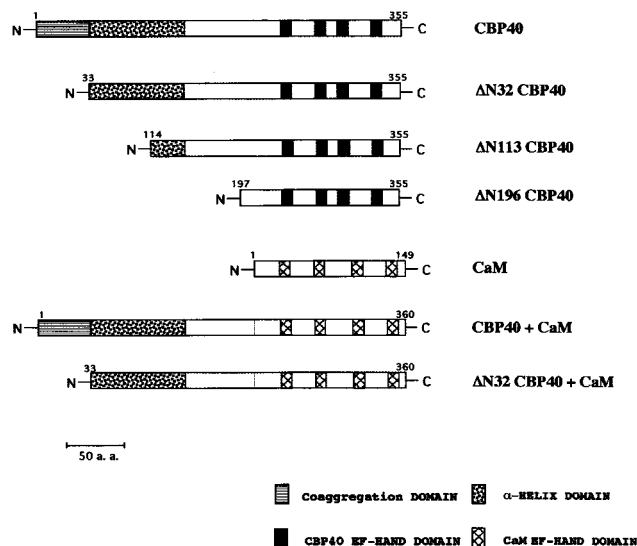 1 355
N C CBP40
33 355
N C ΔN32 CBP40
114 355
N C ΔN113 CBP40
197 355
N C ΔN196 CBP40
1 149
N C CaM
1 360
N C CBP40 + CaM
33 360
N C ΔN32 CBP40 + CaM
50 a. a.
Coaggregation DOMAIN α-HELIX DOMAIN
CBP40 EF-HAND DOMAIN CaM EF-HAND DOMAIN